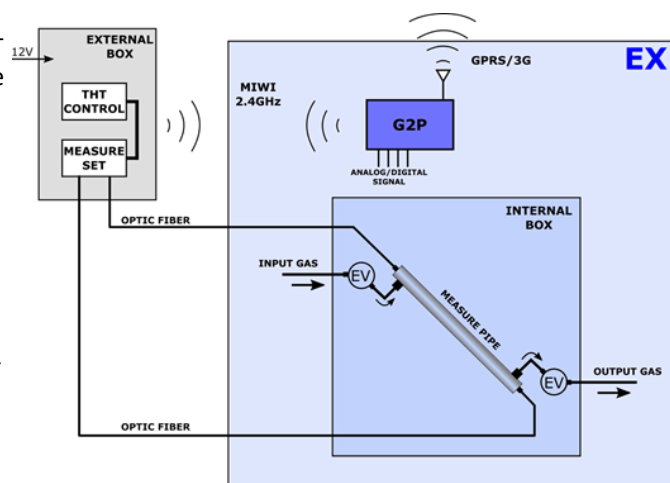 EXTERNAL
BOX
12V
THT
CONTROL
MEASURE
SET
MIWI
2.4GHz
GPRS/3G
EX
G2P
ANALOG/DIGITAL
SIGNAL
OPTIC FIBER
INTERNAL
BOX
INPUT GAS
EV
MEASURE PIPE
EV
OUTPUT GAS
OPTIC FIBER